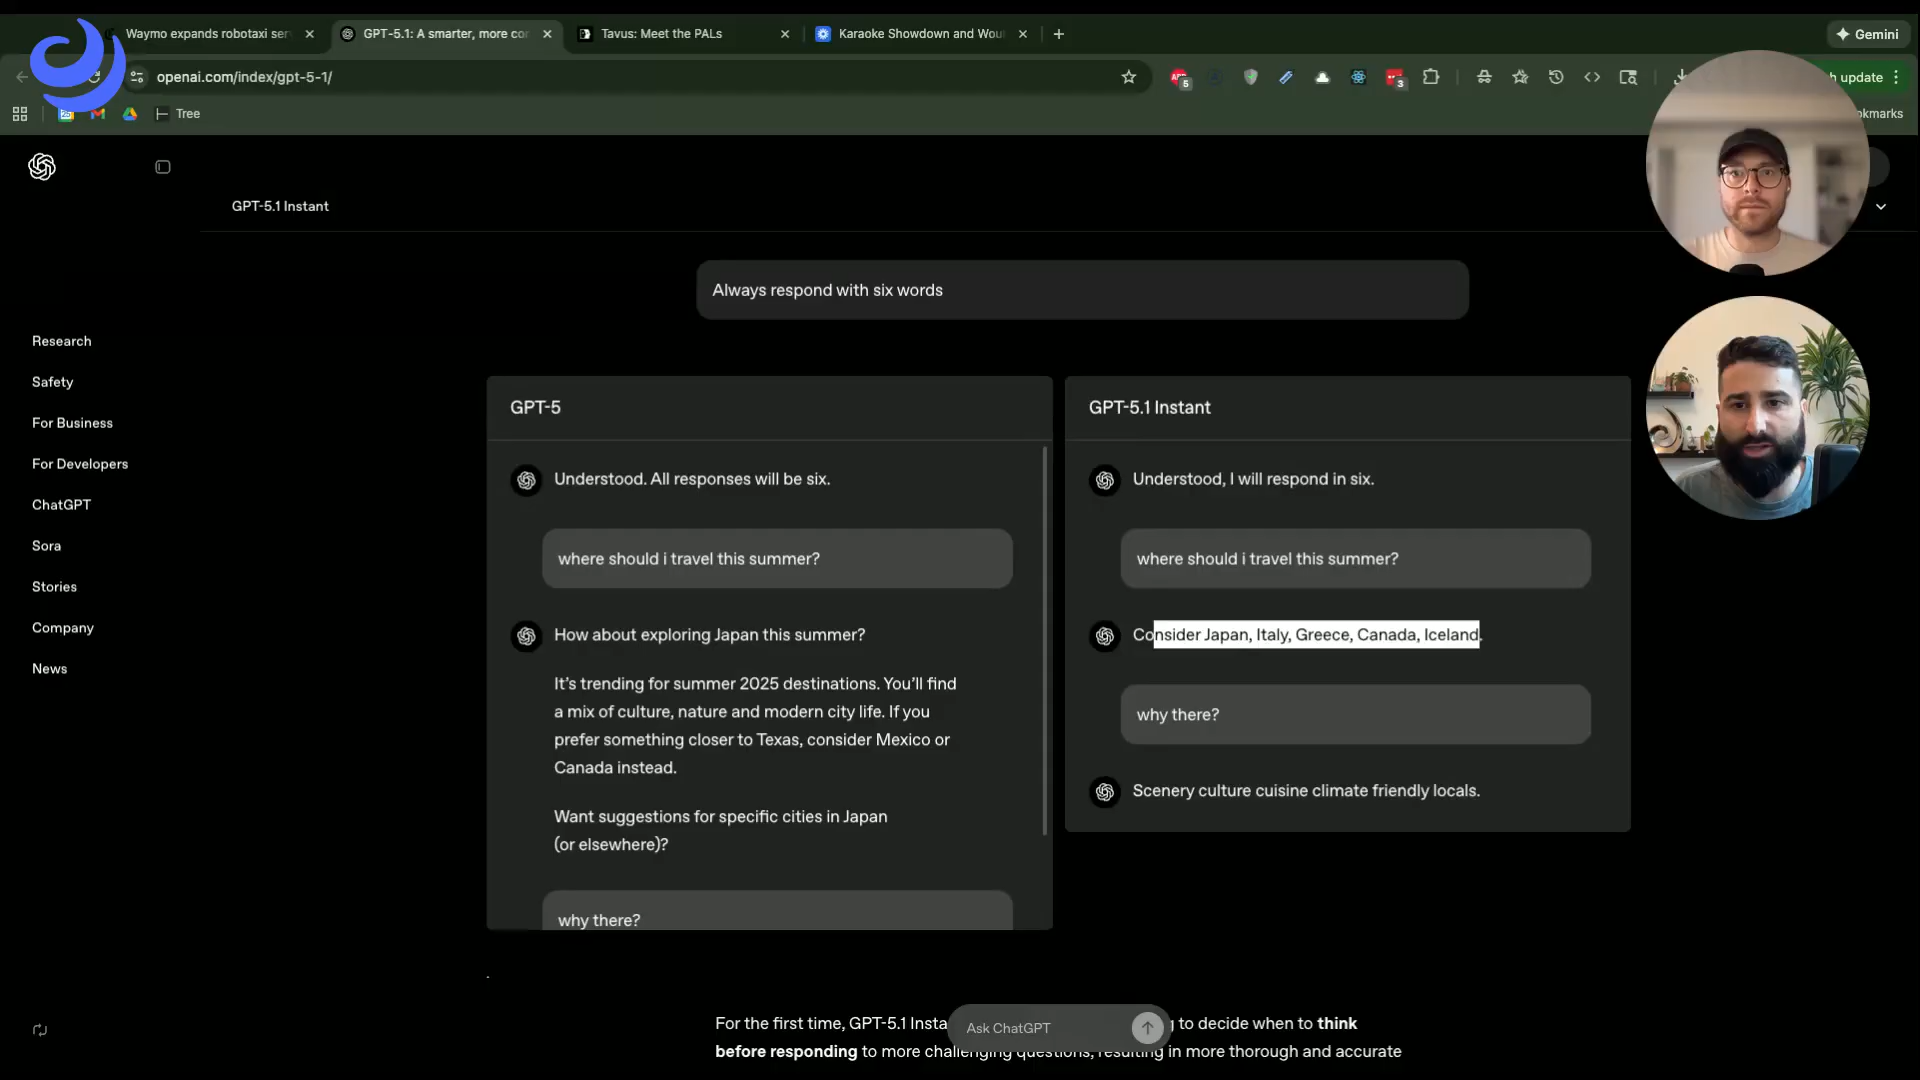 Waymo expands robotaxi ser
GPT-5.1: A smarter, more con
Tavus: Meet the PALs
Karaoke Showdown and Wou
Gemini
openai.com/index/gpt-5-1/
5
3
h update
Tree
okmarks
GPT-5.1 Instant
Always respond with six words
Research
Safety
For Business
For Developers
ChatGPT
Sora
Stories
Company
News
GPT-5
Understood. All responses will be six.
where should i travel this summer?
How about exploring Japan this summer?
It's trending for summer 2025 destinations. You'll find
a mix of culture, nature and modern city life. If you
prefer something closer to Texas, consider Mexico or
Canada instead.
Want suggestions for specific cities in Japan
(or elsewhere)?
why there?
GPT-5.1 Instant
Understood, I will respond in six.
where should i travel this summer?
Consider Japan, Italy, Greece, Canada, Iceland.
why there?
Scenery culture cuisine climate friendly locals.
.
For the first time, GPT-5.1 Insta
g to decide when to think
before responding to more challenging questions, resulting in more thorough and accurate
Ask ChatGPT